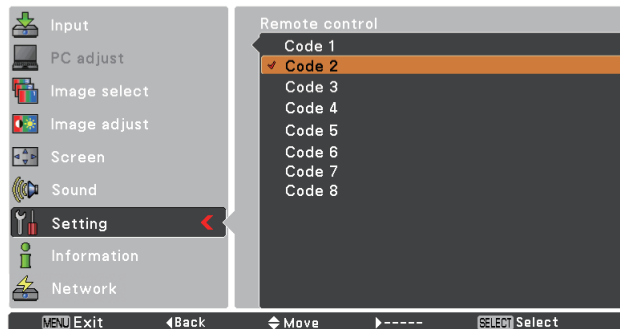 Input
PC adjust
Image select
Image adjust
Screen
Sound
Setting
Information
Network
Remote control
Code 1
Code 2
Code 3
Code 4
Code 5
Code 6
Code 7
Code 8
MENU Exit ◀Back Move ▶----- SELECT Select